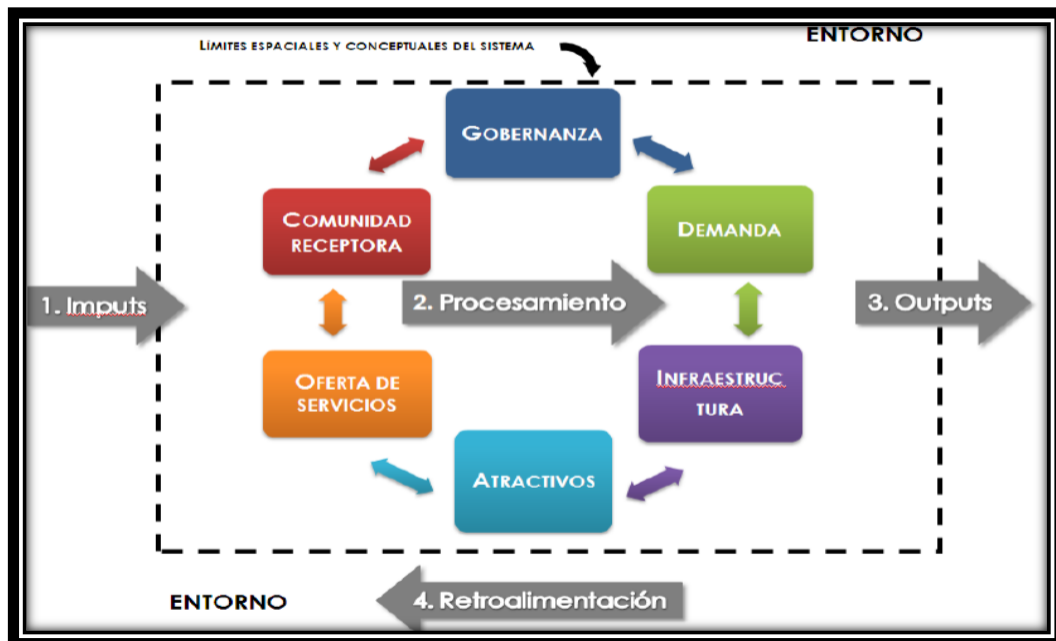 ENTORNO
LÍMITES ESPACIALES Y CONCEPTUALES DEL SISTEMA
GOBERNANZA
COMUNIDAD
RECEPTORA
DEMANDA
1. Imputs
2. Procesamiento
3. Outputs
OFERTA DE
SERVICIOS
INFRAESTRUC
TURA
ATRACTIVOS
ENTORNO
4. Retroalimentación